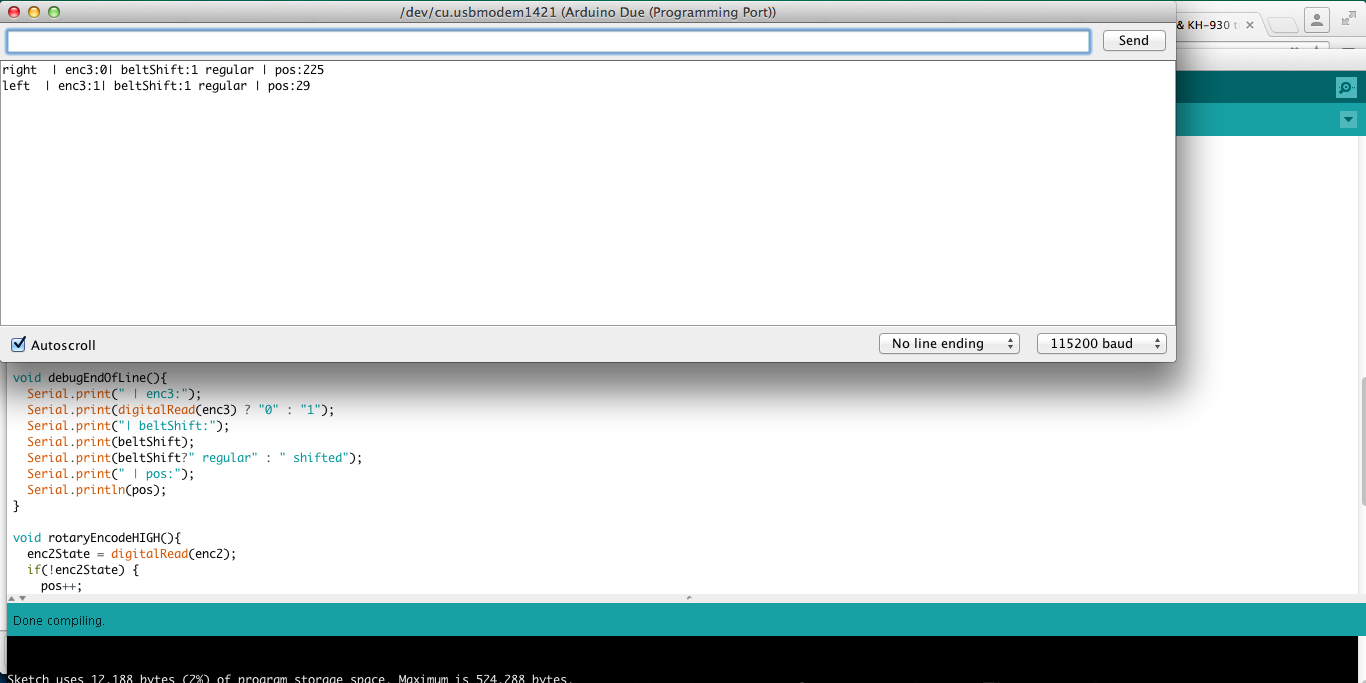 /dev/cu.usbmodem1421 (Arduino Due (Programming Port))
& KH-930 t
Send
right  | enc3:0| beltShift:1 regular | pos:225
left  | enc3:1| beltShift:1 regular | pos:29
Autoscroll
No line ending
115200 baud
void debugEndOfLine(){
  Serial.print(" | enc3:");
  Serial.print(digitalRead(enc3) ? "0" : "1");
  Serial.print("| beltShift:");
  Serial.print(beltShift);
  Serial.print(beltShift?" regular" : " shifted");
  Serial.print(" | pos:");
  Serial.println(pos);
}
void rotaryEncodeHIGH(){
  enc2State = digitalRead(enc2);
  if(!enc2State) {
    pos++;
Done compiling.
Sketch uses 12.188 bytes (2%) of program storage space. Maximum is 524.288 bytes.